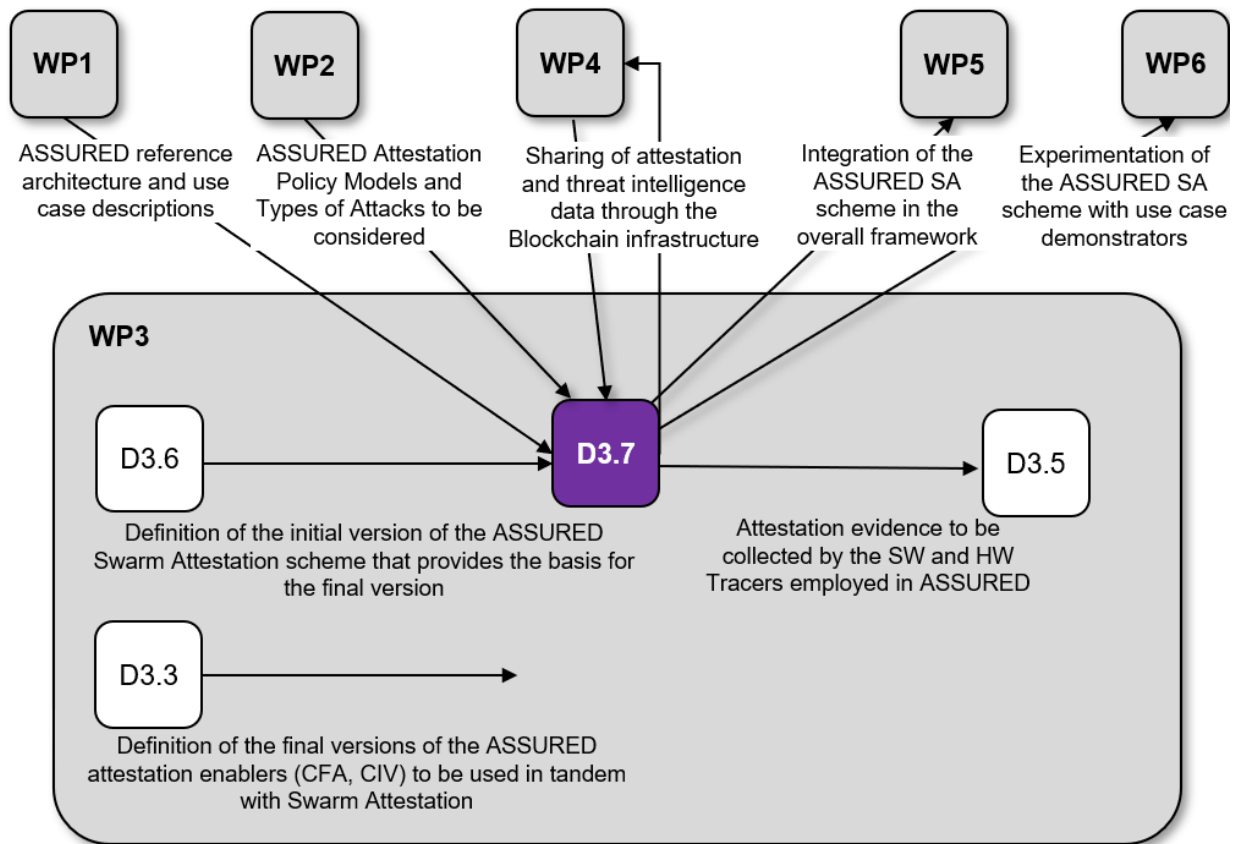 WP1
WP2
WP4
WP5
WP6
ASSURED reference
architecture and use
case descriptions
ASSURED Attestation
Policy Models and
Types of Attacks to be
considered
Sharing of attestation
and threat intelligence
data through the
Blockchain infrastructure
Integration of the
ASSURED SA
scheme in the
overall framework
Experimentation of
the ASSURED SA
scheme with use case
demonstrators
WP3
D3.6
D3.7
D3.5
Definition of the initial version of the ASSURED
Swarm Attestation scheme that provides the basis for
the final version
Attestation evidence to be
collected by the SW and HW
Tracers employed in ASSURED
D3.3
Definition of the final versions of the ASSURED
attestation enablers (CFA, CIV) to be used in tandem
with Swarm Attestation